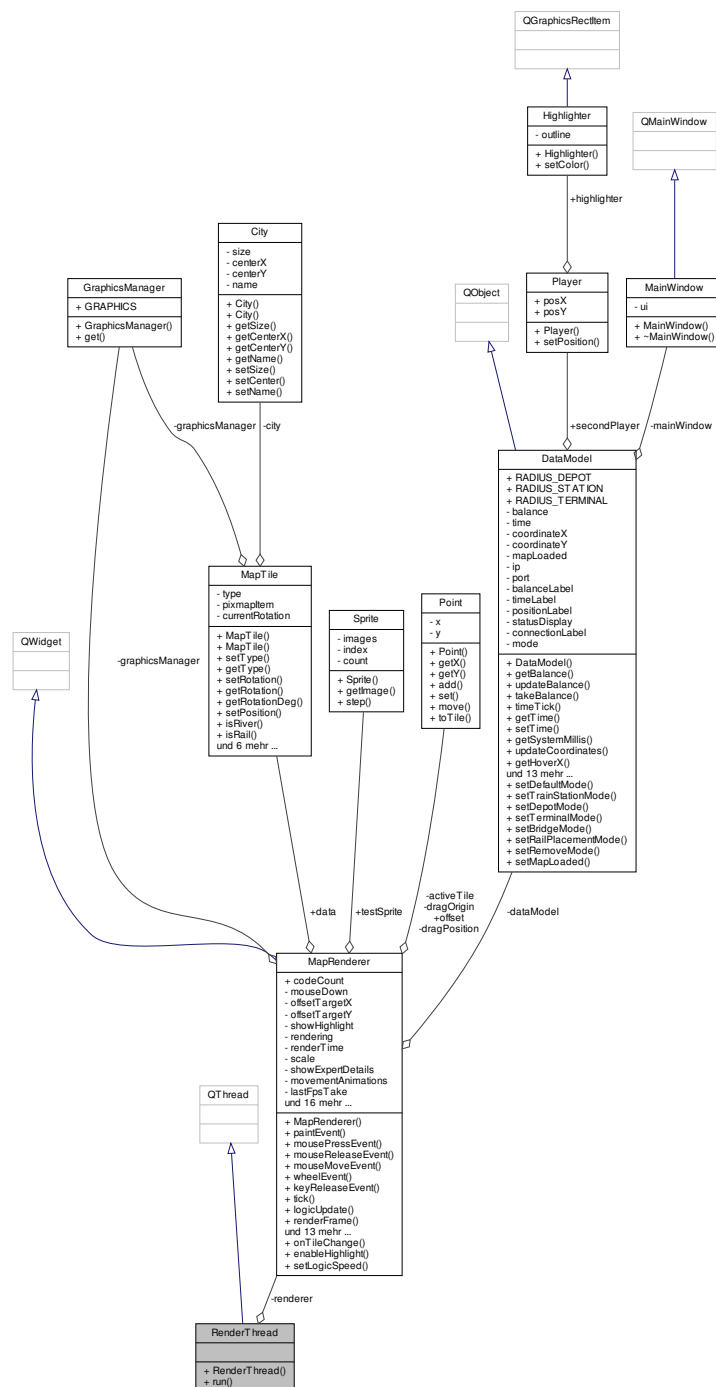 QGraphicsRectItem
Highlighter
- outline
+ Highlighter()
+ setColor()
QMainWindow
+highlighter
City
- size
- centerX
- centerY
- name
+ City()
+ City()
+ getSize()
+ getCenterX()
+ getCenterY()
+ getName()
+ setSize()
+ setCenter()
+ setName()
GraphicsManager
+ GRAPHICS
+ GraphicsManager()
+ get()
QObject
Player
+ posX
+ posY
+ Player()
+ setPosition()
MainWindow
- ui
+ MainWindow()
+ ~MainWindow()
-graphicsManager
-city
+secondPlayer
-mainWindow
DataModel
+ RADIUS_DEPOT
+ RADIUS_STATION
+ RADIUS_TERMINAL
- balance
- time
- coordinateX
- coordinateY
- mapLoaded
- ip
- port
- balanceLabel
- timeLabel
- positionLabel
- statusDisplay
- connectionLabel
- mode
+ DataModel()
+ getBalance()
+ updateBalance()
+ takeBalance()
+ timeTick()
+ getTime()
+ setTime()
+ getSystemMillis()
+ updateCoordinates()
+ getHoverX()
und 13 mehr ...
+ setDefaultMode()
+ setTrainStationMode()
+ setDepotMode()
+ setTerminalMode()
+ setBridgeMode()
+ setRailPlacementMode()
+ setRemoveMode()
+ setMapLoaded()
MapTile
- type
- pixmapItem
- currentRotation
+ MapTile()
+ MapTile()
+ setType()
+ getType()
+ setRotation()
+ getRotation()
+ getRotationDeg()
+ setPosition()
+ isRiver()
+ isRail()
und 6 mehr ...
Sprite
- images
- index
- count
+ Sprite()
+ getImage()
+ step()
Point
- x
- y
+ Point()
+ getX()
+ getY()
+ add()
+ set()
+ move()
+ toTile()
QWidget
-graphicsManager
+data
+testSprite
-activeTile
-dragOrigin
+offset
-dragPosition
-dataModel
MapRenderer
+ codeCount
- mouseDown
- offsetTargetX
- offsetTargetY
- showHighlight
- rendering
- renderTime
- scale
- showExpertDetails
- movementAnimations
- lastFpsTake
und 16 mehr ...
+ MapRenderer()
+ paintEvent()
+ mousePressEvent()
+ mouseReleaseEvent()
+ mouseMoveEvent()
+ wheelEvent()
+ keyReleaseEvent()
+ tick()
+ logicUpdate()
+ renderFrame()
und 13 mehr ...
+ onTileChange()
+ enableHighlight()
+ setLogicSpeed()
QThread
-renderer
RenderThread
+ RenderThread()
+ run()